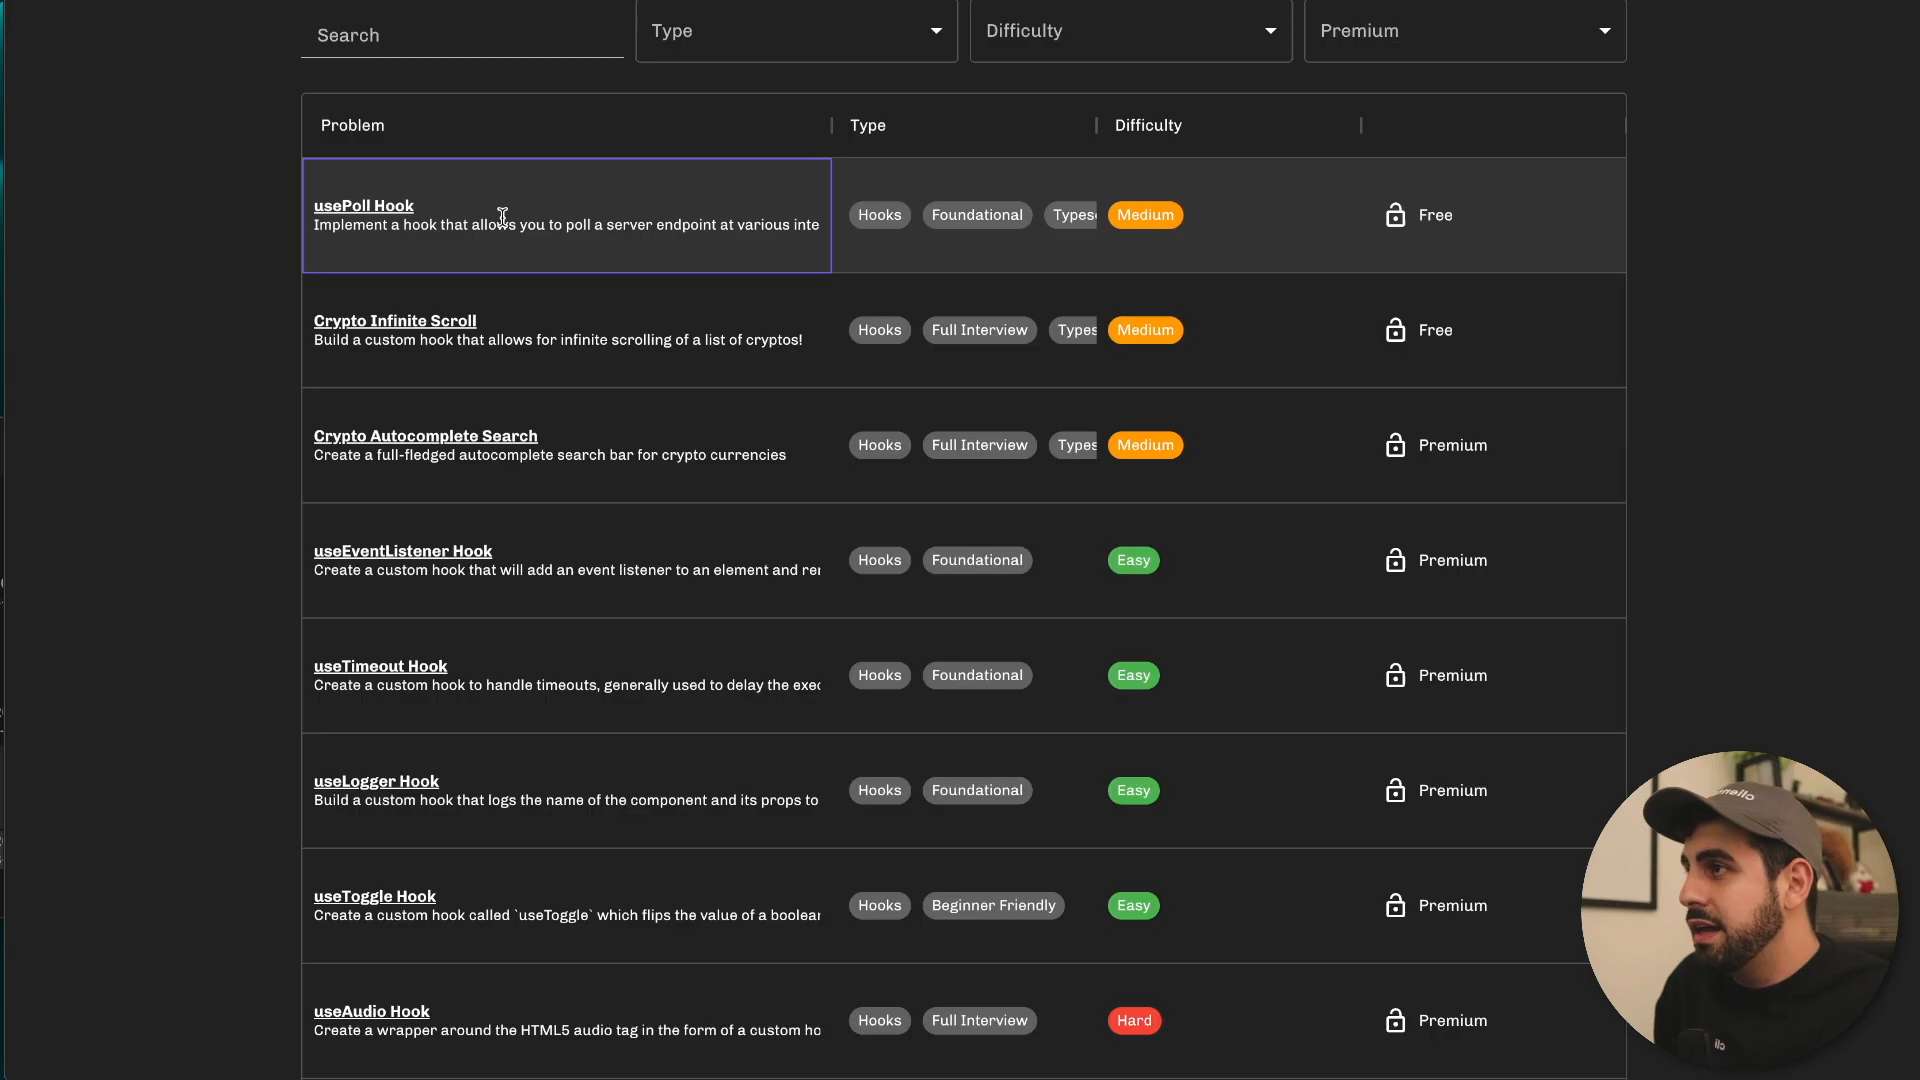 Search
Type
Difficulty
Premium
Problem
Type
Difficulty
usePoll Hook
Implement a hook that allows you to poll a server endpoint at various inte
Hooks
Foundational
Types
Medium
Free
Crypto Infinite Scroll
Build a custom hook that allows for infinite scrolling of a list of cryptos!
Hooks
Full Interview
Types
Medium
Free
Crypto Autocomplete Search
Create a full-fledged autocomplete search bar for crypto currencies
Hooks
Full Interview
Types
Medium
Premium
useEventListener Hook
Create a custom hook that will add an event listener to an element and rei
Hooks
Foundational
Easy
Premium
useTimeout Hook
Create a custom hook to handle timeouts, generally used to delay the exec
Hooks
Foundational
Easy
Premium
useLogger Hook
Build a custom hook that logs the name of the component and its props to
Hooks
Foundational
Easy
Premium
useToggle Hook
Create a custom hook called `useToggle` which flips the value of a boolean
Hooks
Beginner Friendly
Easy
Premium
useAudio Hook
Create a wrapper around the HTML5 audio tag in the form of a custom ho
Hooks
Full Interview
Hard
Premium